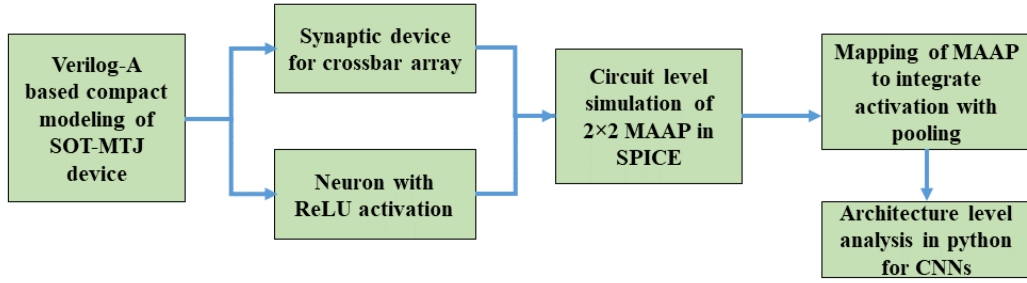 Verilog-A
based compact
modeling of
SOT-MTJ
device
Synaptic device
for crossbar array
Neuron with
ReLU activation
Circuit level
simulation of
2×2 MAAP in
SPICE
Mapping of MAAP
to integrate
activation with
pooling
Architecture level
analysis in python
for CNNs